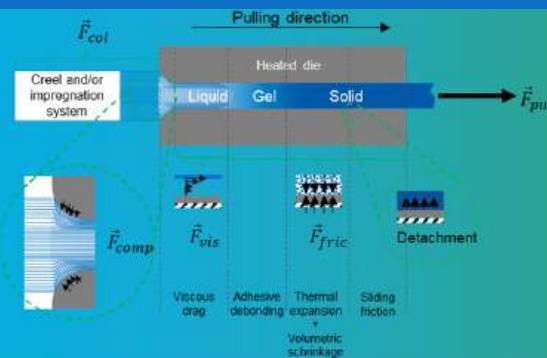 Pulling direction
F⃗col
Heated die
Creel and/or
impregnation
system
Liquid Gel Solid
F⃗pu
F⃗comp
F⃗vis
F⃗fric
Detachment
Viscous
drag
Adhesive
debonding
Thermal
expansion
+
Volumetric
schrinkage
Sliding
friction